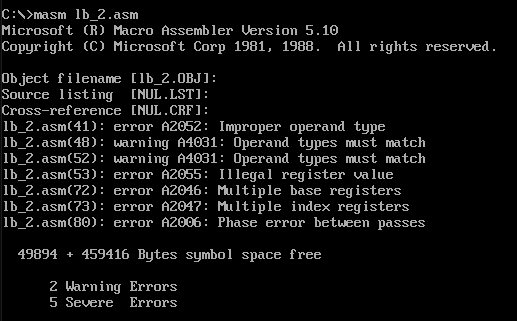 C:\>masm lb_2.asm
Microsoft (R) Macro Assembler Version 5.10
Copyright (C) Microsoft Corp 1981, 1988.  All rights reserved.
Object filename [lb_2.OBJ]:
Source listing  [NUL.LST]:
Cross-reference [NUL.CRF]:
lb_2.asm(41): error A2052: Improper operand type
lb_2.asm(48): warning A4031: Operand types must match
lb_2.asm(52): warning A4031: Operand types must match
lb_2.asm(53): error A2055: Illegal register value
lb_2.asm(72): error A2046: Multiple base registers
lb_2.asm(73): error A2047: Multiple index registers
lb_2.asm(80): error A2006: Phase error between passes
49894 + 459416 Bytes symbol space free
2 Warning Errors
5 Severe  Errors